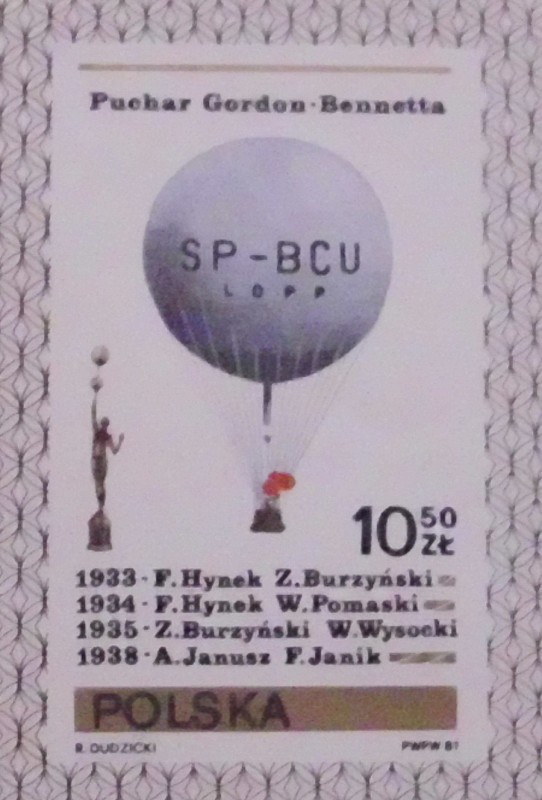 Puchar Gordon·Bennetta
SP-BCU
LOPP
10 50 ZŁ
1933·F.Hynek Z.Burzyński
1934·F.Hynek W.Pomaski
1935·Z.Burzyński W.Wysocki
1938·A.Janusz F.Janik
POLSKA
R. DUDZICKI PWPW 81